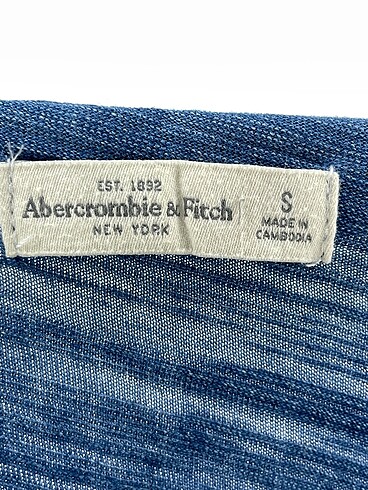 EST. 1892
Abercrombie & Fitch
NEW YORK
S
MADE IN
CAMBODIA